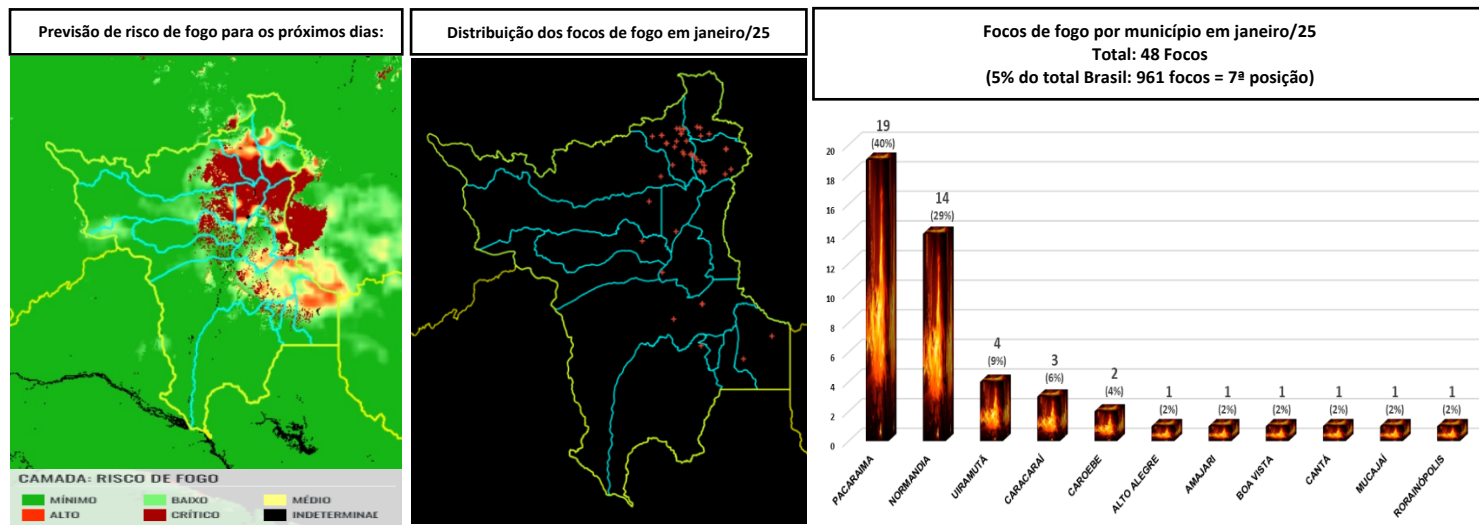 Previsão de risco de fogo para os próximos dias:
CAMADA: RISCO DE FOGO
MÍNIMO
BAIXO
MÉDIO
ALTO
CRÍTICO
INDETERMINAD
Distribuição dos focos de fogo em janeiro/25
Focos de fogo por município em janeiro/25
Total: 48 Focos
(5% do total Brasil: 961 focos = 7ª posição)
20
18
16
14
12
10
8
6
4
2
0
19
(40%)
14
(29%)
4
(9%)
3
(6%)
2
(4%)
1
(2%)
1
(2%)
1
(2%)
1
(2%)
1
(2%)
1
(2%)
PACARAIMA
NORMANDIA
UIRAMUTÃ
CARACARAÍ
CAROEBE
ALTO ALEGRE
AMAJARI
BOA VISTA
CANTÁ
MUCAJAÍ
RORAINÓPOLIS